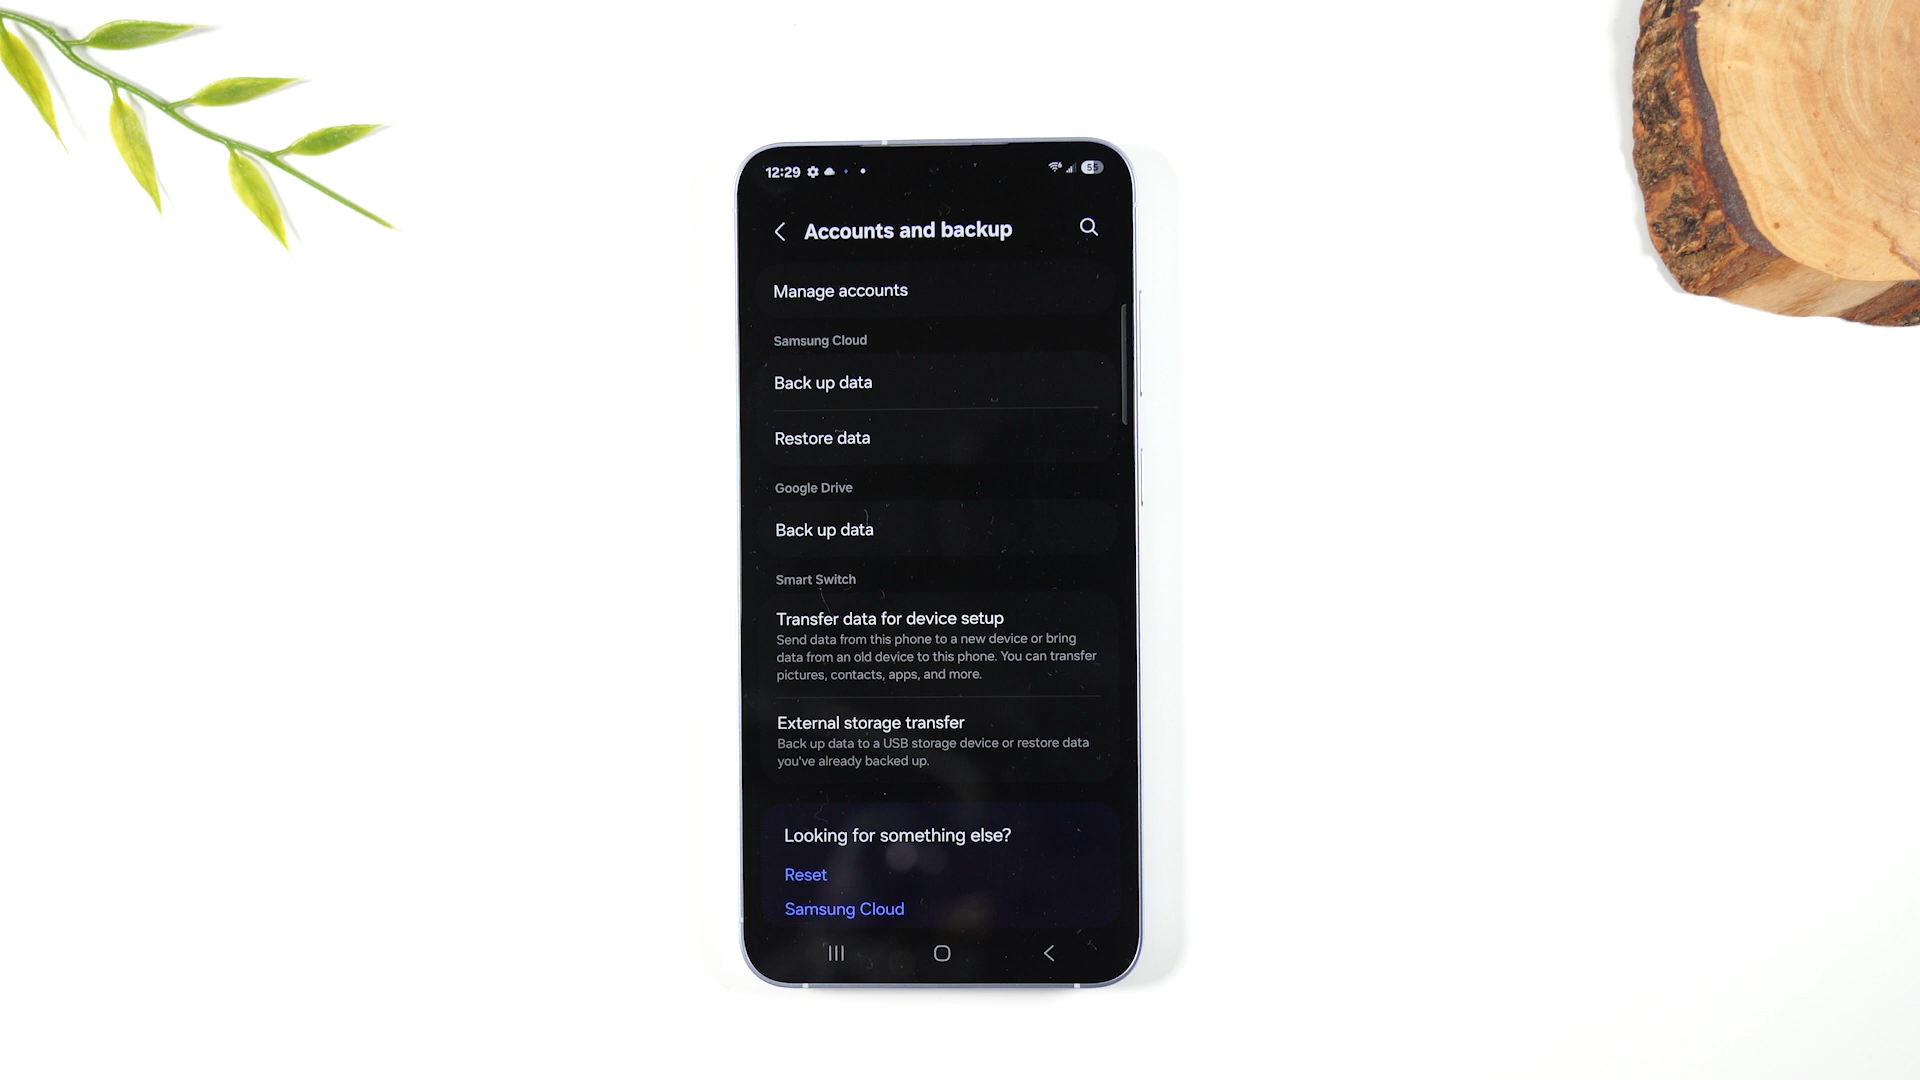 12:29
55
Accounts and backup
Manage accounts
Samsung Cloud
Back up data
Restore data
Google Drive
Back up data
Smart Switch
Transfer data for device setup
Send data from this phone to a new device or bring
data from an old device to this phone. You can transfer
pictures, contacts, apps, and more.
External storage transfer
Back up data to a USB storage device or restore data
you've already backed up.
Looking for something else?
Reset
Samsung Cloud